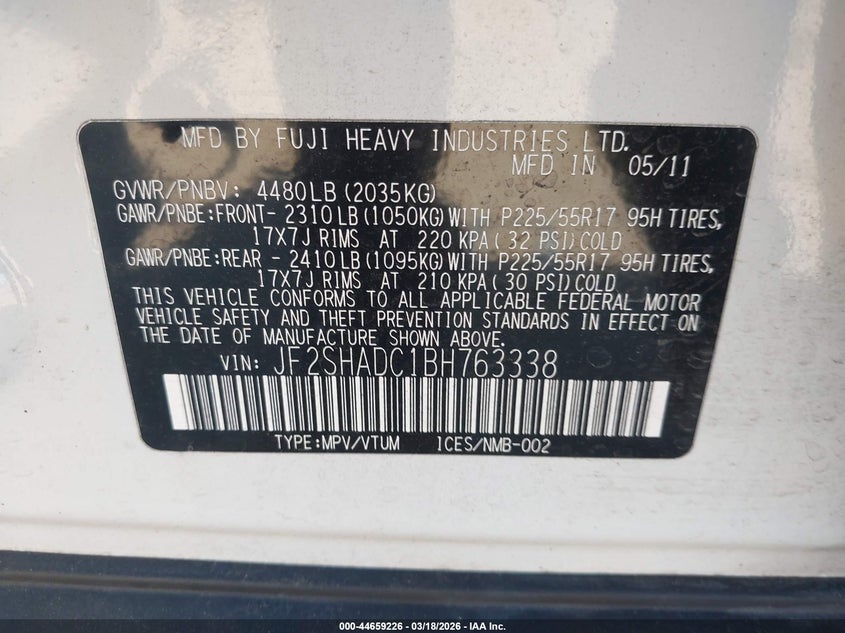 MFD BY FUJI HEAVY INDUSTRIES LTD.
MFD IN 05/11
GVWR/PNBV: 4480LB(2035KG)
GAWR/PNBE:FRONT- 2310LB(1050KG)WITH P225/55R17 95H TIRES,
17X7J RIMS AT 220 KPA(32 PSI)COLD
GAWR/PNBE:REAR - 2410LB(1095KG)WITH P225/55R17 95H TIRES,
17X7J RIMS AT 210 KPA(30 PSI)COLD
THIS VEHICLE CONFORMS TO ALL APPLICABLE FEDERAL MOTOR
VEHICLE SAFETY AND THEFT PREVENTION STANDARDS IN EFFECT ON
THE DATE OF MANUFACTURE SHOWN ABOVE.
VIN: JF2SHADC1BH763338
TYPE:MPV/VTUM ICES/NMB-002
000-44659226 - 03/18/2026 - IAA Inc.